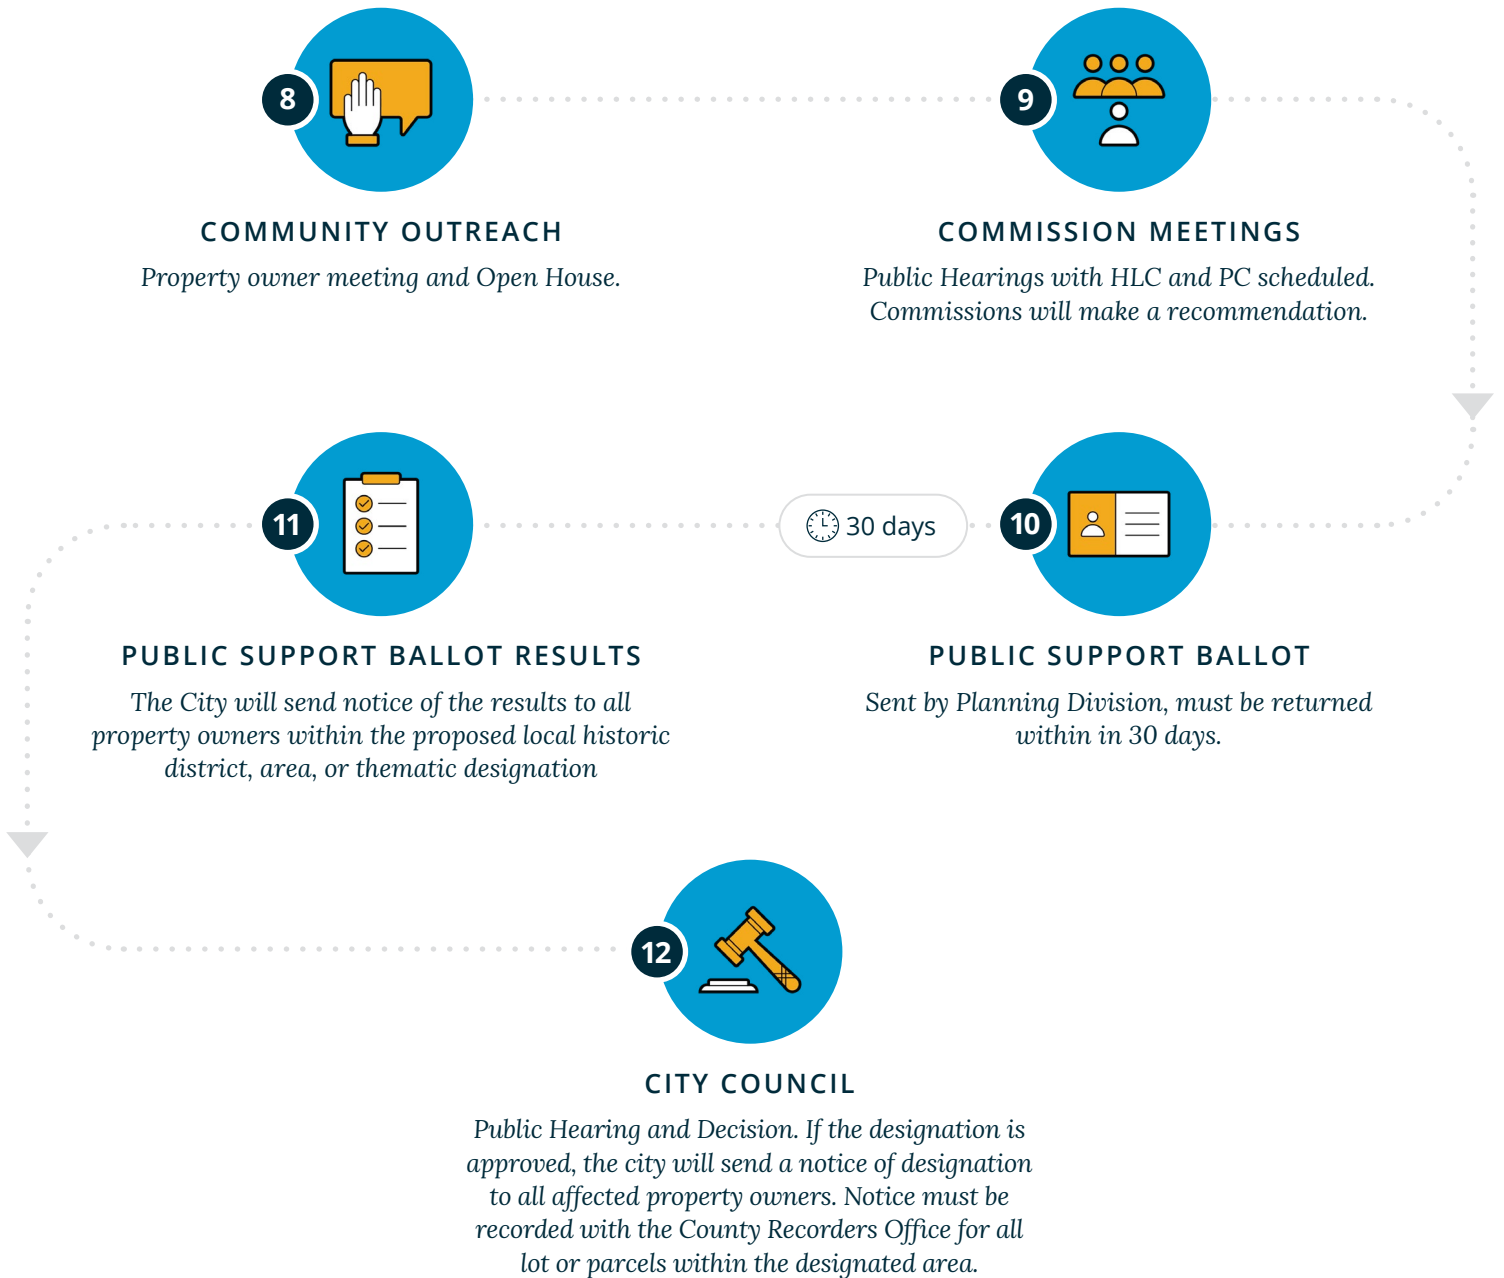 8
COMMUNITY OUTREACH
Property owner meeting and Open House.
9
COMMISSION MEETINGS
Public Hearings with HLC and PC scheduled.
Commissions will make a recommendation.
10
PUBLIC SUPPORT BALLOT
Sent by Planning Division, must be returned
within in 30 days.
30 days
11
PUBLIC SUPPORT BALLOT RESULTS
The City will send notice of the results to all
property owners within the proposed local historic
district, area, or thematic designation
12
CITY COUNCIL
Public Hearing and Decision. If the designation is
approved, the city will send a notice of designation
to all affected property owners. Notice must be
recorded with the County Recorders Office for all
lot or parcels within the designated area.